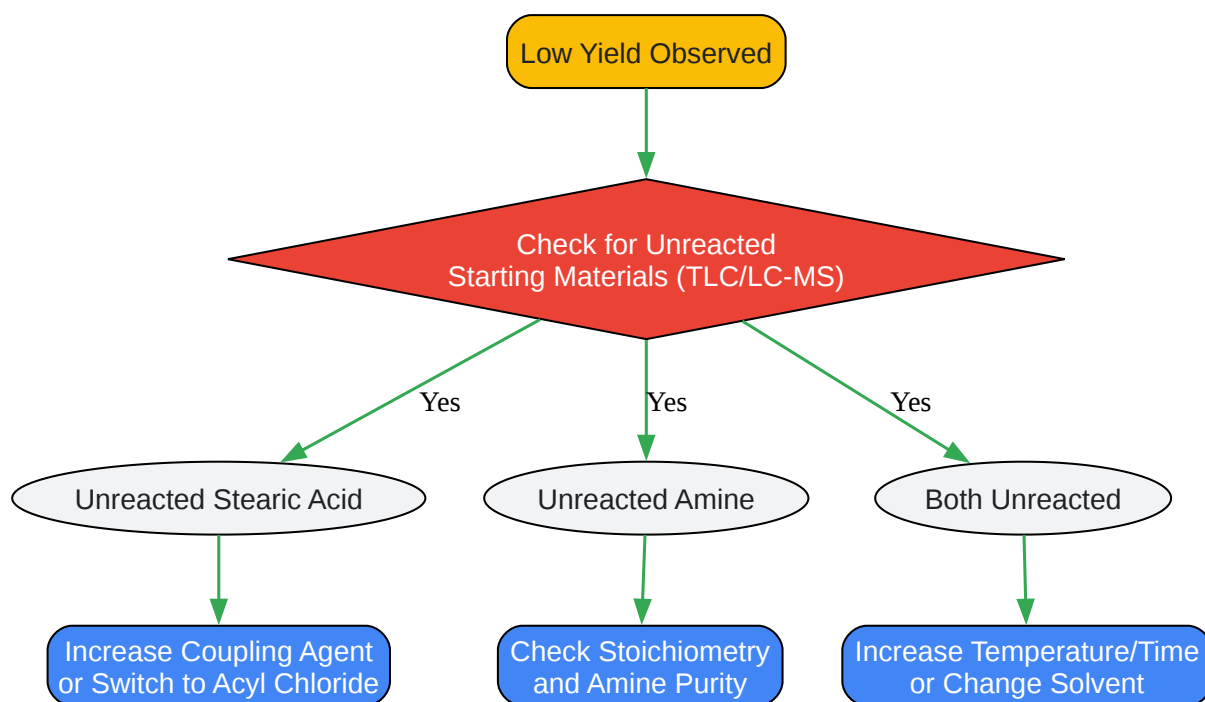 Low Yield Observed
Check for Unreacted
Starting Materials (TLC/LC-MS)
Yes
Yes
Yes
Unreacted Stearic Acid
Unreacted Amine
Both Unreacted
Increase Coupling Agent
or Switch to Acyl Chloride
Check Stoichiometry
and Amine Purity
Increase Temperature/Time
or Change Solvent